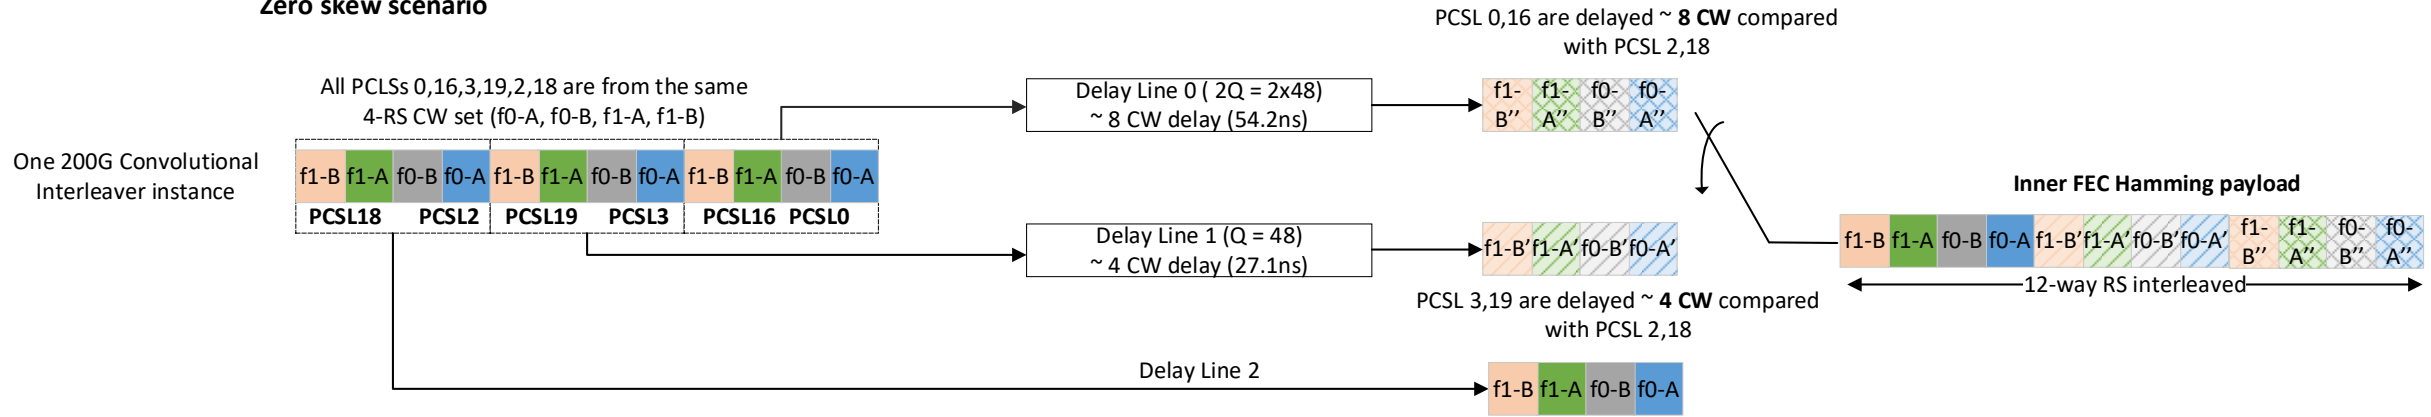 Zero skew scenario
PCSL 0,16 are delayed ~ 8 CW compared
with PCSL 2,18
All PCLSs 0,16,3,19,2,18 are from the same
4-RS CW set (f0-A, f0-B, f1-A, f1-B)
One 200G Convolutional
Interleaver instance
f1-B f1-A f0-B f0-A f1-B f1-A f0-B f0-A f1-B f1-A f0-B f0-A
PCSL18 PCSL2 PCSL19 PCSL3 PCSL16 PCSL0
Delay Line 0 ( 2Q = 2x48)
~ 8 CW delay (54.2ns)
f1- f1- f0- f0-
B’’ A’’ B’’ A’’
Delay Line 1 (Q = 48)
~ 4 CW delay (27.1ns)
f1-B’ f1-A’ f0-B’ f0-A’
PCSL 3,19 are delayed ~ 4 CW compared
with PCSL 2,18
Delay Line 2
f1-B f1-A f0-B f0-A
Inner FEC Hamming payload
f1-B f1-A f0-B f0-A f1-B’ f1-A’ f0-B’ f0-A’ f1- f1- f0- f0-
B’’ A’’ B’’ A’’
12-way RS interleaved